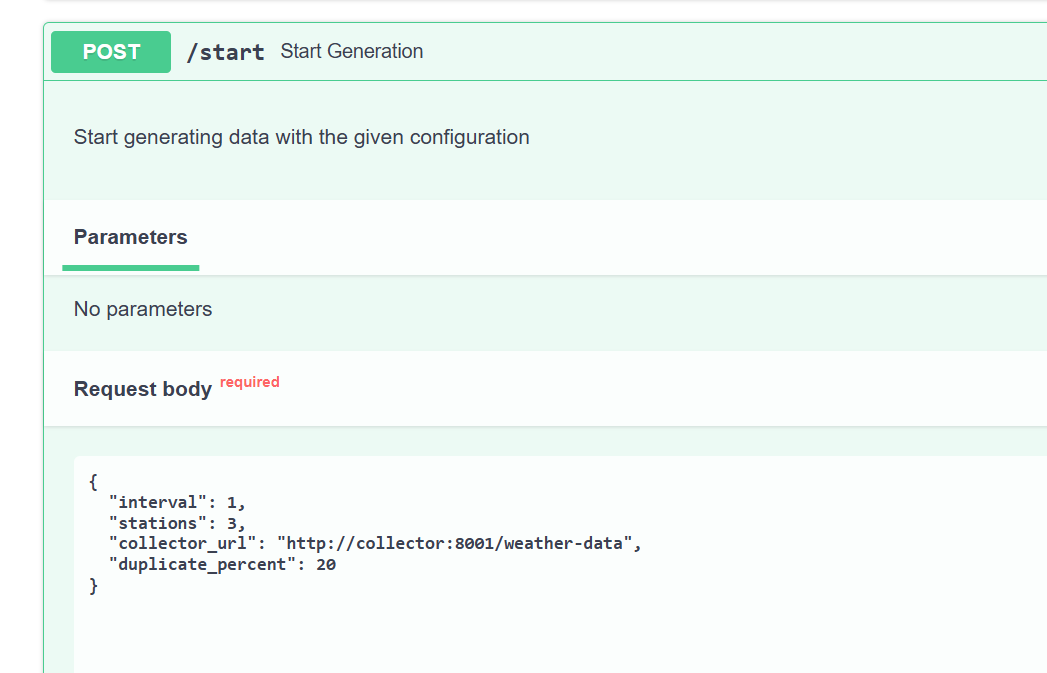 POST /start Start Generation
Start generating data with the given configuration
Parameters
No parameters
Request body required
{
  "interval": 1,
  "stations": 3,
  "collector_url": "http://collector:8001/weather-data",
  "duplicate_percent": 20
}